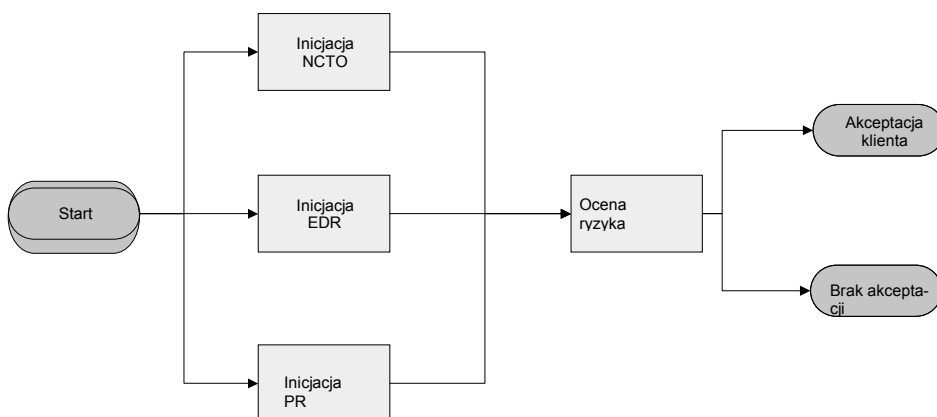 Inicjacja
NCTO
Akceptacja
klienta
Start
Inicjacja
EDR
Ocena
ryzyka
Brak akcepta-
cji
Inicjacja
PR